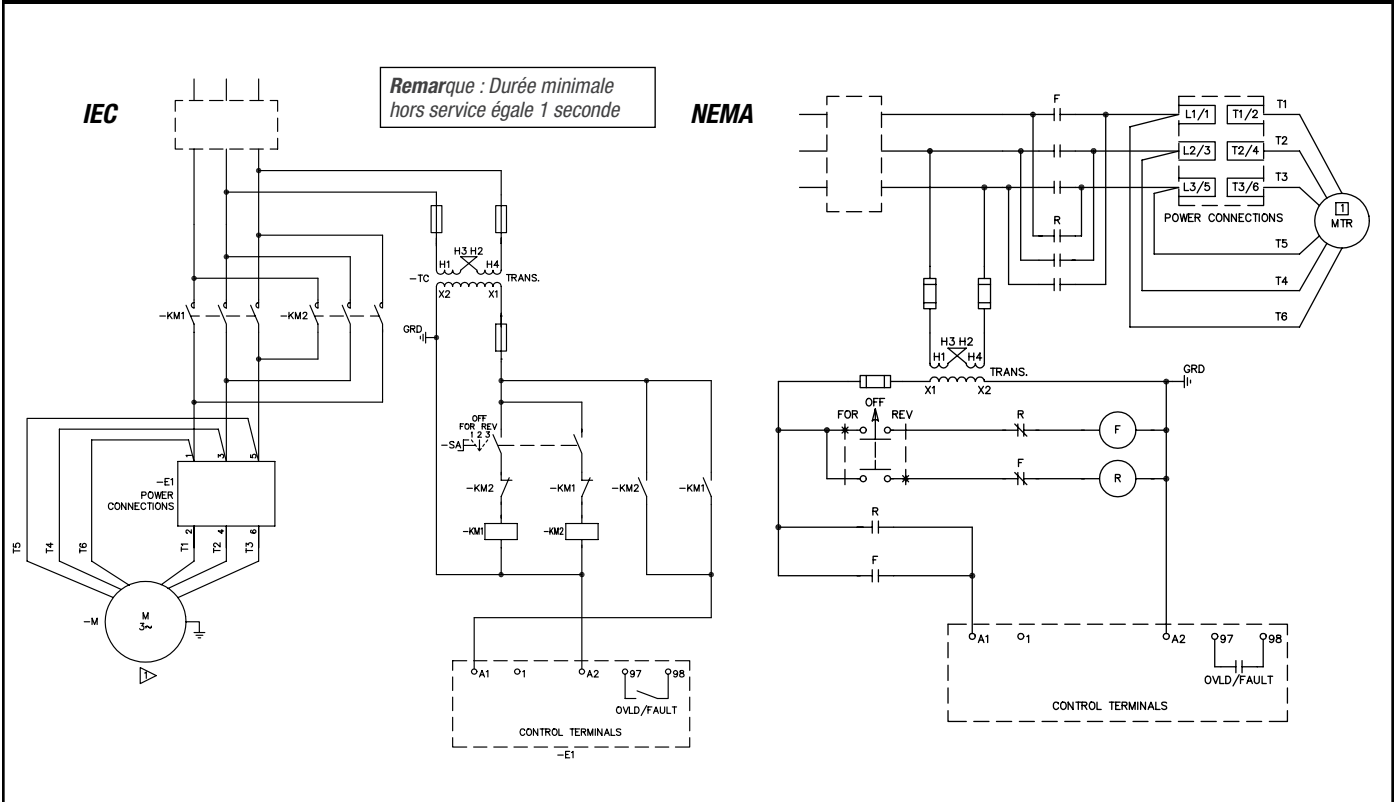 IEC
Remarque : Durée minimale
hors service égale 1 seconde
H3 H2
H1 H4
-TC TRANS.
X2 X1
-KM1 -KM2
GRD
OFF
FOR REV
1 2 3
-SA
-KM2 -KM1 -KM2 -KM1
-KM1 -KM2
1 3 5
-E1
POWER
CONNECTIONS
2 4 6
T5 T4 T6 T1 T2 T3
-M
M
3~
1
A1 1 A2 97 98
OVLD/FAULT
CONTROL TERMINALS
-E1
NEMA
F
L1/1 T1/2 T1
L2/3 T2/4 T2
L3/5 T3/6 T3
POWER CONNECTIONS
1
MTR
R
T5
T4
T6
H3 H2
H1 H4
TRANS.
X1 X2
GRD
OFF
FOR REV
R F
F R
R
F
A1 1 A2 97 98
OVLD/FAULT
CONTROL TERMINALS